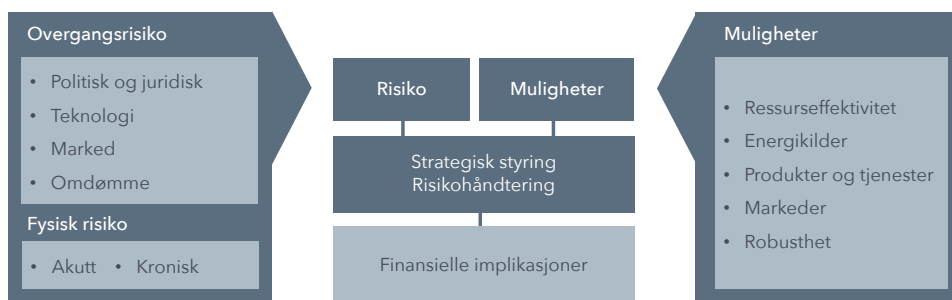 Overgangsrisiko
• Politisk og juridisk
• Teknologi
• Marked
• Omdømme
Fysisk risiko
• Akutt • Kronisk
Risiko
Muligheter
Strategisk styring
Risikohåndtering
Finansielle implikasjoner
Muligheter
• Ressurseffektivitet
• Energikilder
• Produkter og tjenester
• Markeder
• Robusthet